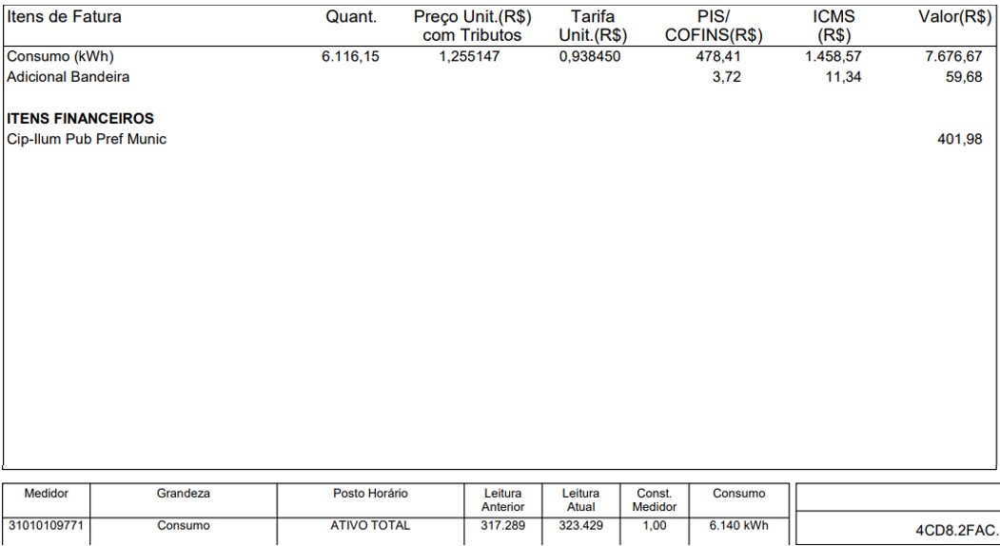 Itens de Fatura Quant. Preço Unit.(R$) com Tributos Tarifa Unit.(R$) PIS/ COFINS(R$) ICMS (R$) Valor(R$)
Consumo (kWh) 6.116,15 1,255147 0,938450 478,41 1.458,57 7.676,67
Adicional Bandeira 3,72 11,34 59,68
ITENS FINANCEIROS
Cip-Ilum Pub Pref Munic 401,98
Medidor Grandeza Posto Horário Leitura Anterior Leitura Atual Const. Medidor Consumo
31010109771 Consumo ATIVO TOTAL 317.289 323.429 1,00 6.140 kWh
4CD8.2FAC.